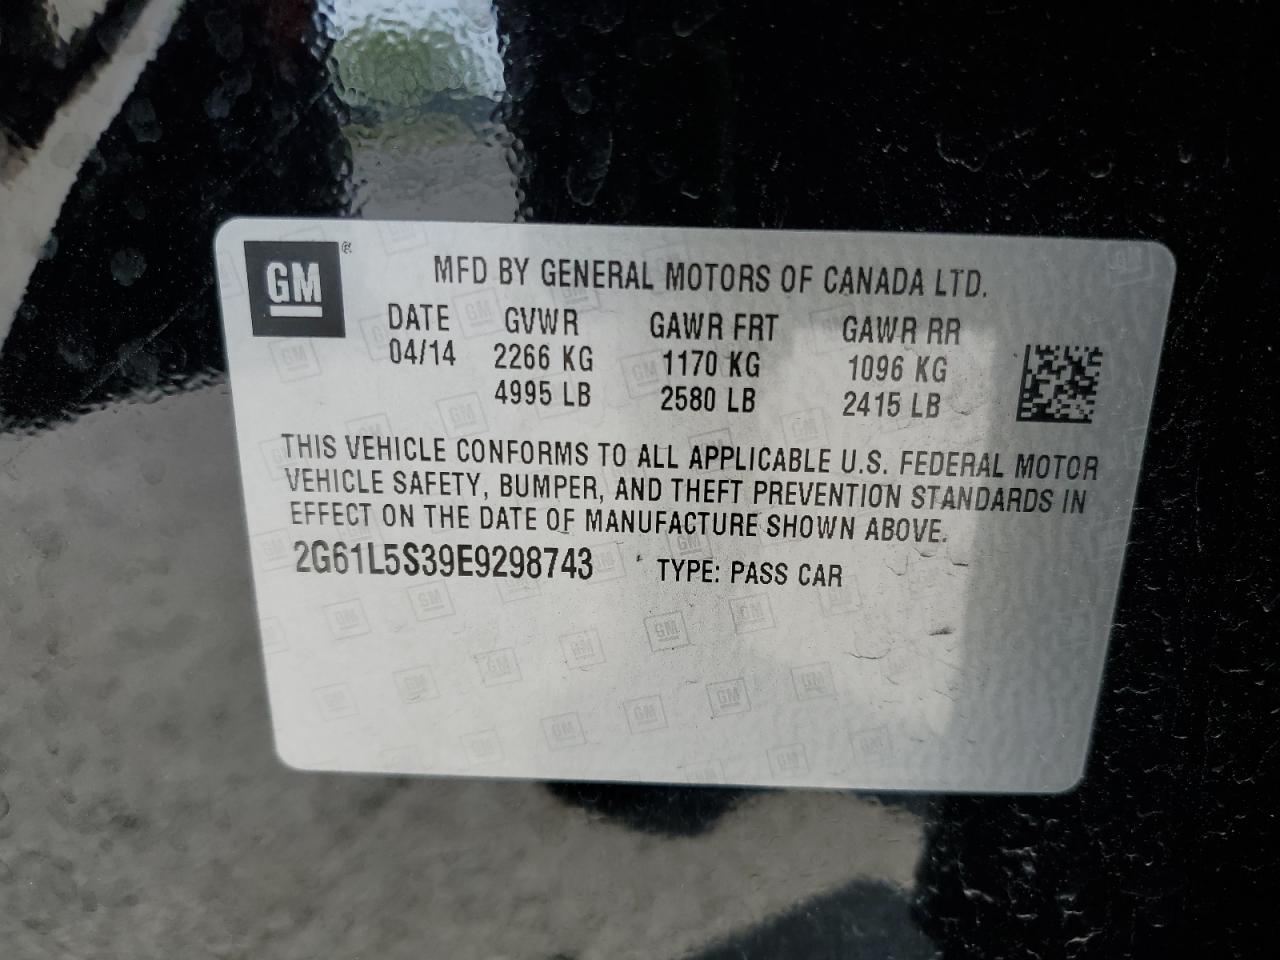 GM
MFD BY GENERAL MOTORS OF CANADA LTD.
DATE GVWR GAWR FRT GAWR RR
04/14 2266 KG 1170 KG 1096 KG
4995 LB 2580 LB 2415 LB
THIS VEHICLE CONFORMS TO ALL APPLICABLE U.S. FEDERAL MOTOR
VEHICLE SAFETY, BUMPER, AND THEFT PREVENTION STANDARDS IN
EFFECT ON THE DATE OF MANUFACTURE SHOWN ABOVE.
2G61L5S39E9298743 TYPE: PASS CAR